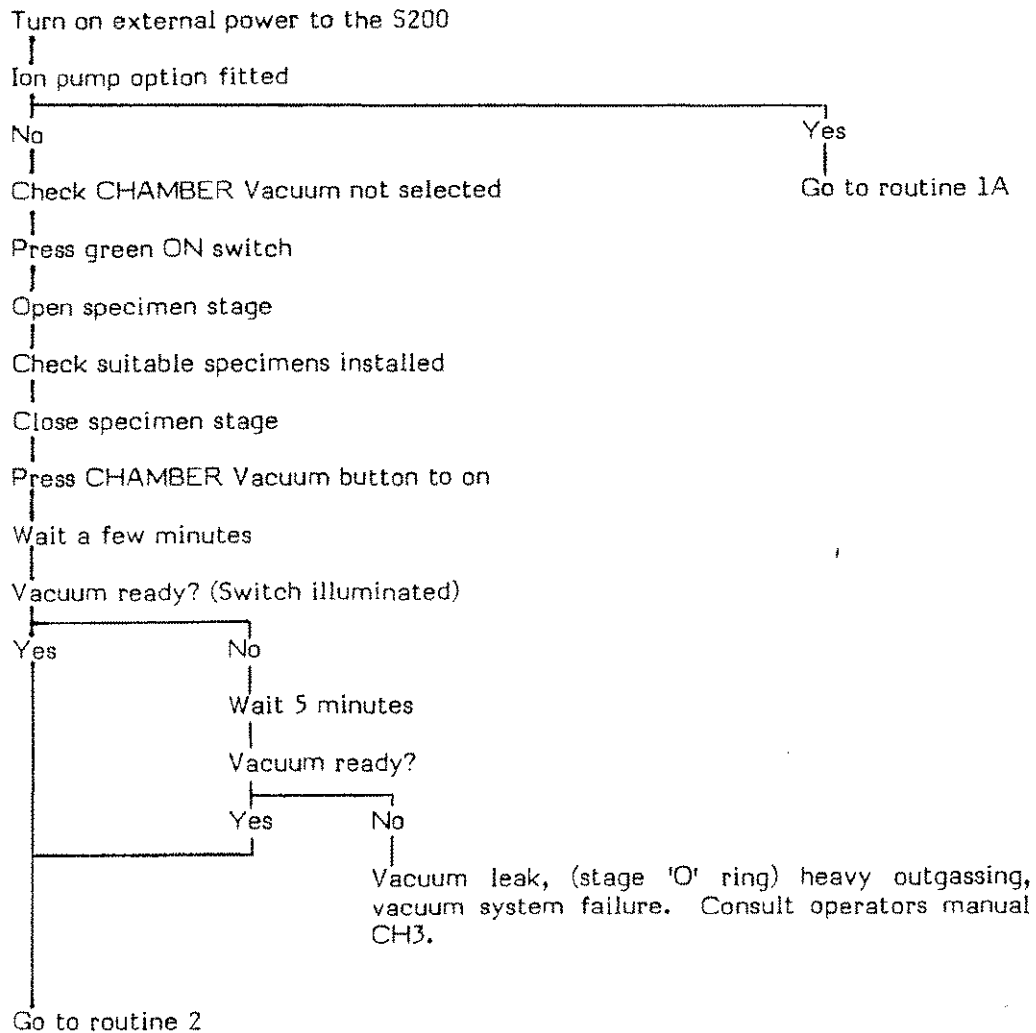 Turn on external power to the S200
Ion pump option fitted
No
Yes
Check CHAMBER Vacuum not selected
Go to routine 1A
Press green ON switch
Open specimen stage
Check suitable specimens installed
Close specimen stage
Press CHAMBER Vacuum button to on
Wait a few minutes
Vacuum ready? (Switch illuminated)
Yes
No
Wait 5 minutes
Vacuum ready?
Yes
No
Vacuum leak, (stage 'O' ring) heavy outgassing,
vacuum system failure. Consult operators manual
CH3.
Go to routine 2